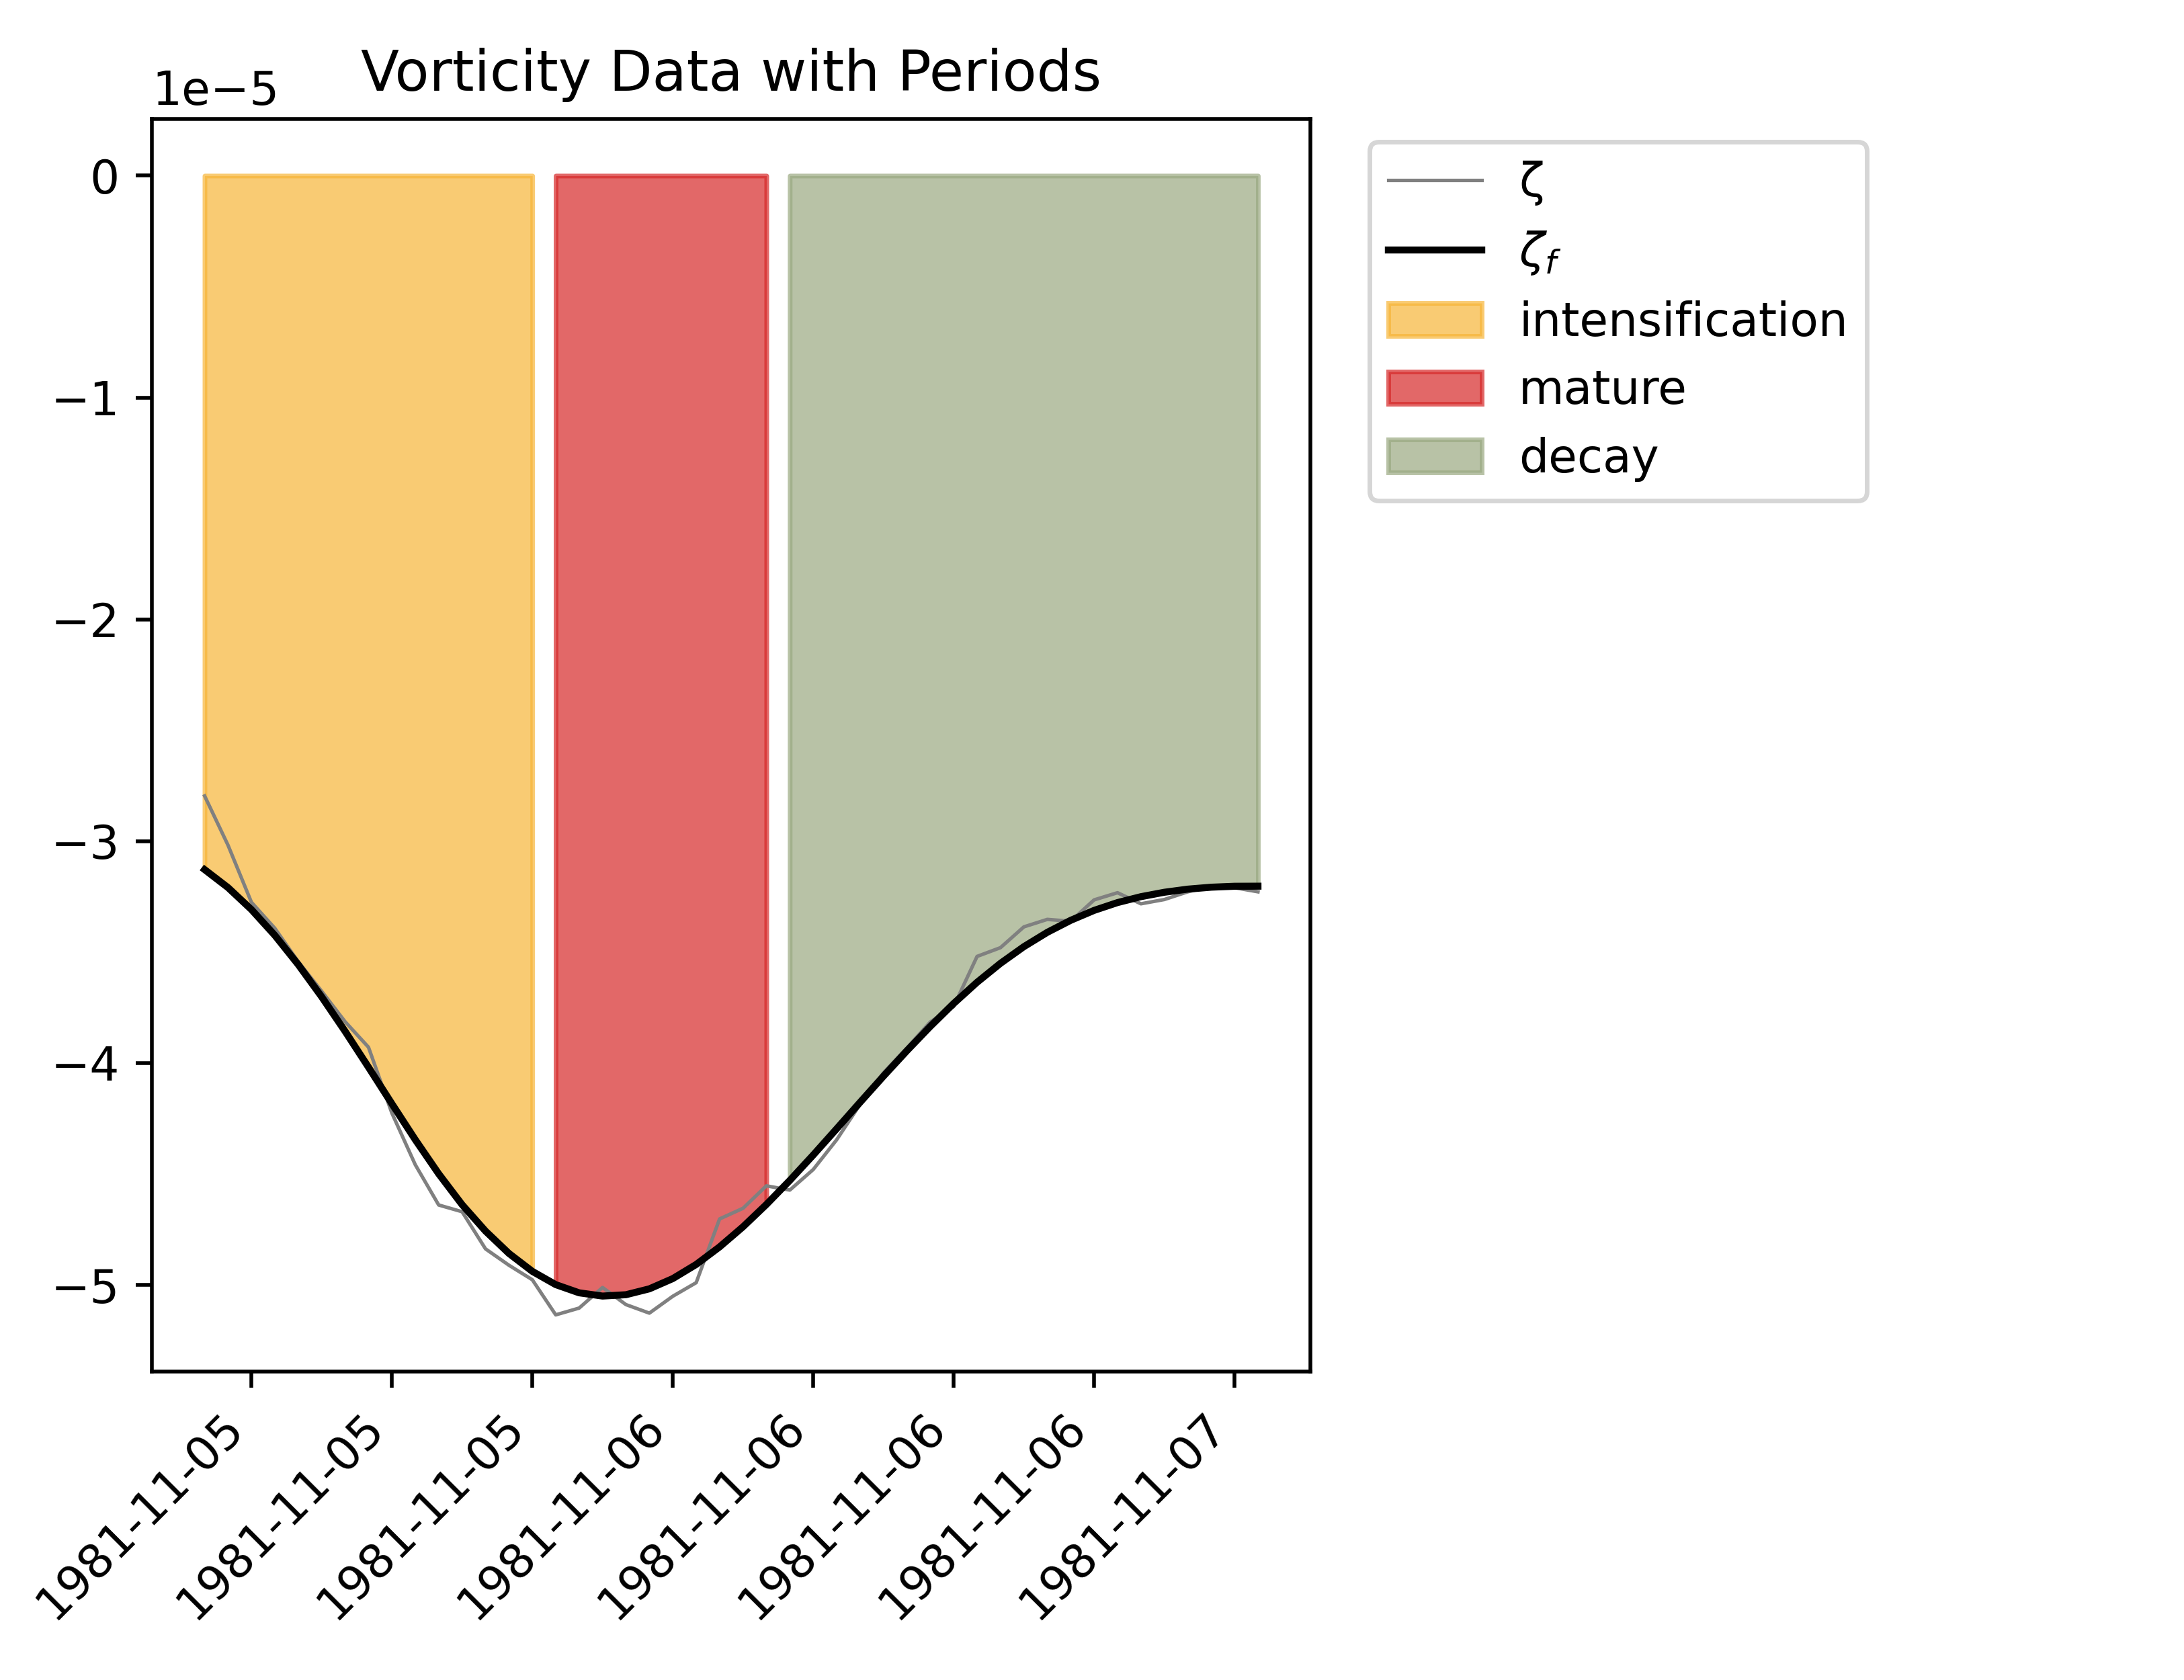 Vorticity Data with Periods
1e−5
0
−1
−2
−3
−4
−5
1981-11-05
1981-11-05
1981-11-05
1981-11-06
1981-11-06
1981-11-06
1981-11-06
1981-11-07
ζ
ζf
intensification
mature
decay